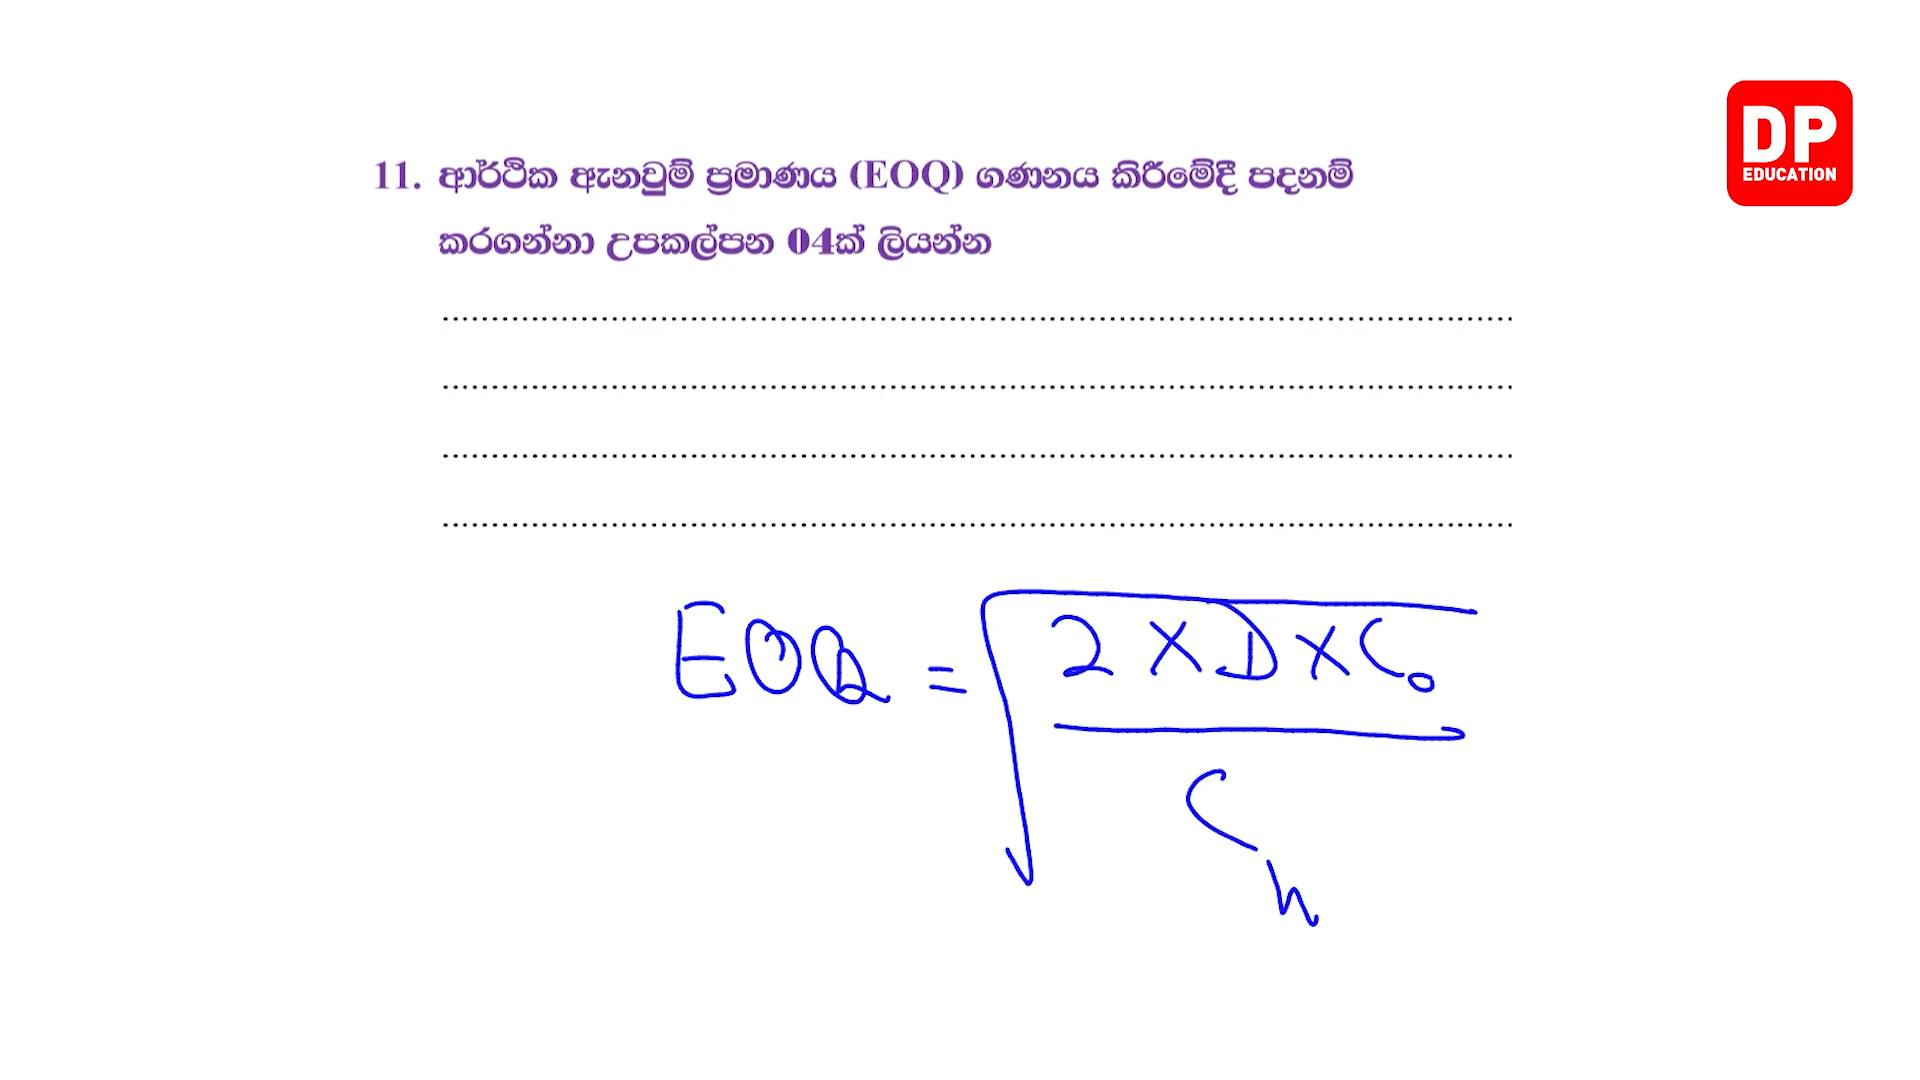 DP
EDUCATION
11. ආර්ථික ඇනවුම් ප්‍රමාණය (EOQ) ගණනය කිරීමේදී පදනම්
කරගන්නා උපකල්පන 04ක් ලියන්න
................................................................
................................................................
................................................................
................................................................
EOQ = √ 2 X D X C₀
Cₕ